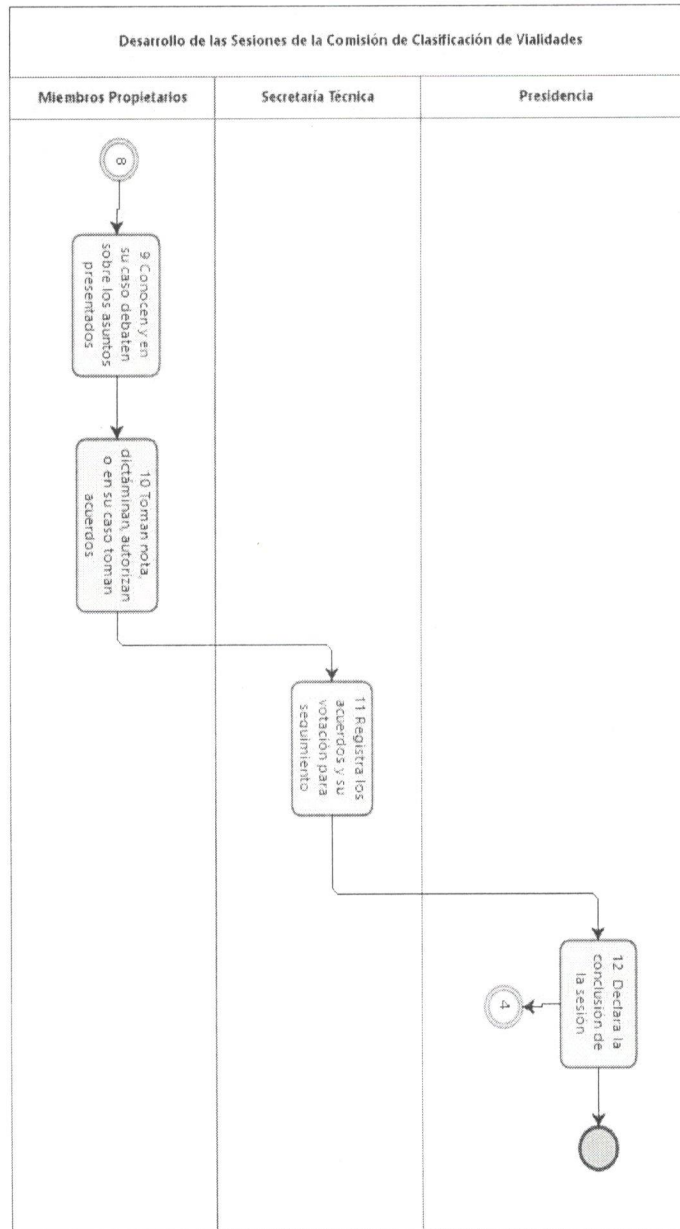 Desarrollo de las Sesiones de la Comisión de Clasificación de Vialidades
Miembros Propietarios
Secretaría Técnica
Presidencia
8
9 Conocen y en
su caso debaten
sobre los asuntos
presentados
10 Toman nota,
dictáminan, autorizan
o en su caso toman
acuerdos
11 Registra los
acuerdos y su
votación para
seguimiento
12 Declara la
conclusión de
la sesión
4